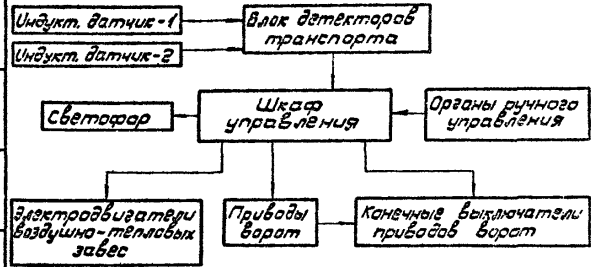 Индукт. датчик-1
Индукт. датчик-2
Блок детекторов
транспорта
Светофор
Шкаф
управления
Органы ручного
управления
Электродвигатели
воздушно-тепловых
завес
Приводы
ворот
Конечные выключатели
приводов ворот